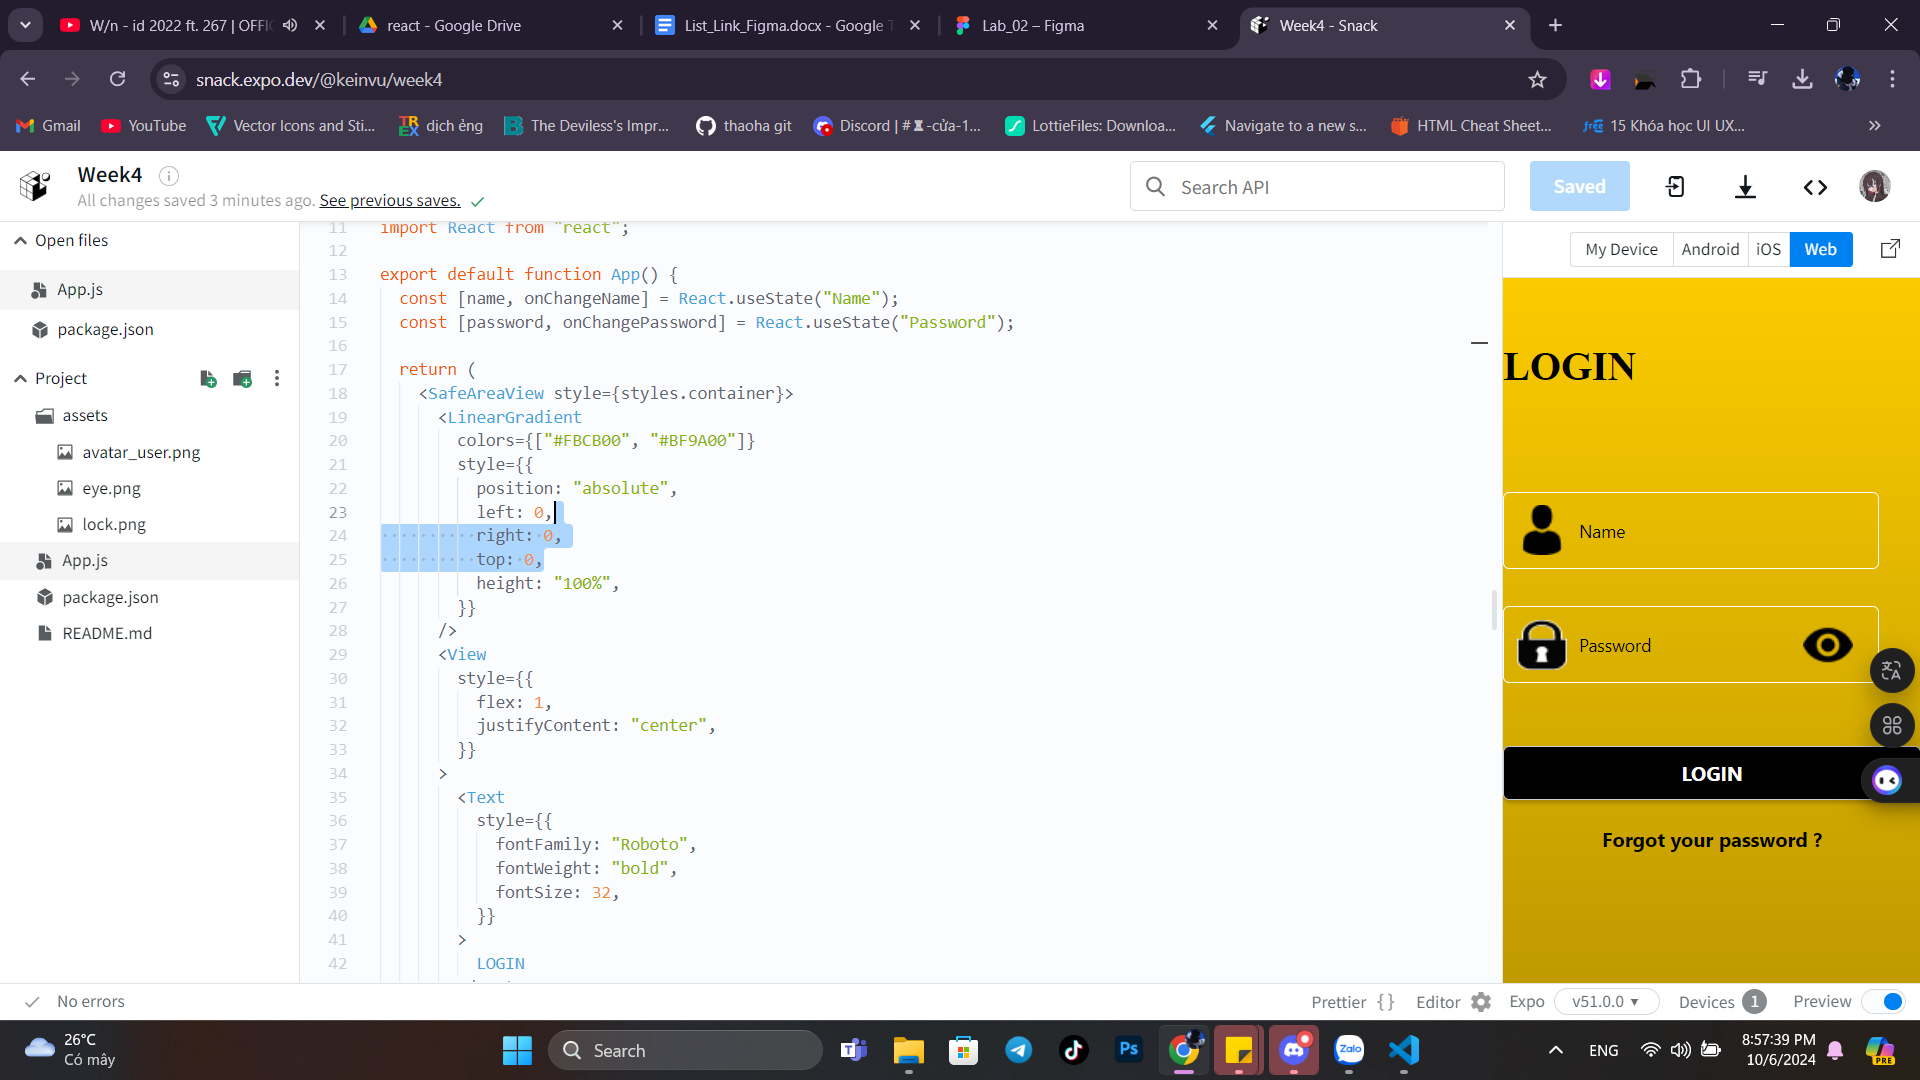 W/n - id 2022 ft. 267 | OFFIC
react - Google Drive
List_Link_Figma.docx - Google T
Lab_02 – Figma
Week4 - Snack
snack.expo.dev/@keinvu/week4
Gmail
YouTube
Vector Icons and Sti...
T REX
dịch ẻng
The Deviless's Impr...
thaoha git
Discord | #♜-cửa-1...
LottieFiles: Downloa...
Navigate to a new s...
HTML Cheat Sheet...
free
15 Khóa học UI UX...
Week4
All changes saved 3 minutes ago. See previous saves.
Search API
Saved
Open files
App.js
package.json
Project
assets
avatar_user.png
eye.png
lock.png
App.js
package.json
README.md
11 import React from "react";
12
13 export default function App() {
14 const [name, onChangeName] = React.useState("Name");
15 const [password, onChangePassword] = React.useState("Password");
16
17 return (
18 <SafeAreaView style={styles.container}>
19 <LinearGradient
20 colors={["#FBCB00", "#BF9A00"]}
21 style={{
22 position: "absolute",
23 left: 0,
24 right: 0,
25 top: 0,
26 height: "100%",
27 }}
28 />
29 <View
30 style={{
31 flex: 1,
32 justifyContent: "center",
33 }}
34 >
35 <Text
36 style={{
37 fontFamily: "Roboto",
38 fontWeight: "bold",
39 fontSize: 32,
40 }}
41 >
42 LOGIN
My Device
Android
iOS
Web
LOGIN
Name
Password
LOGIN
Forgot your password ?
No errors
Prettier {}
Editor
Expo
v51.0.0
Devices 1
Preview
26°C
Có mây
Search
Ps
Zalo
ENG
8:57:39 PM
10/6/2024
PRE